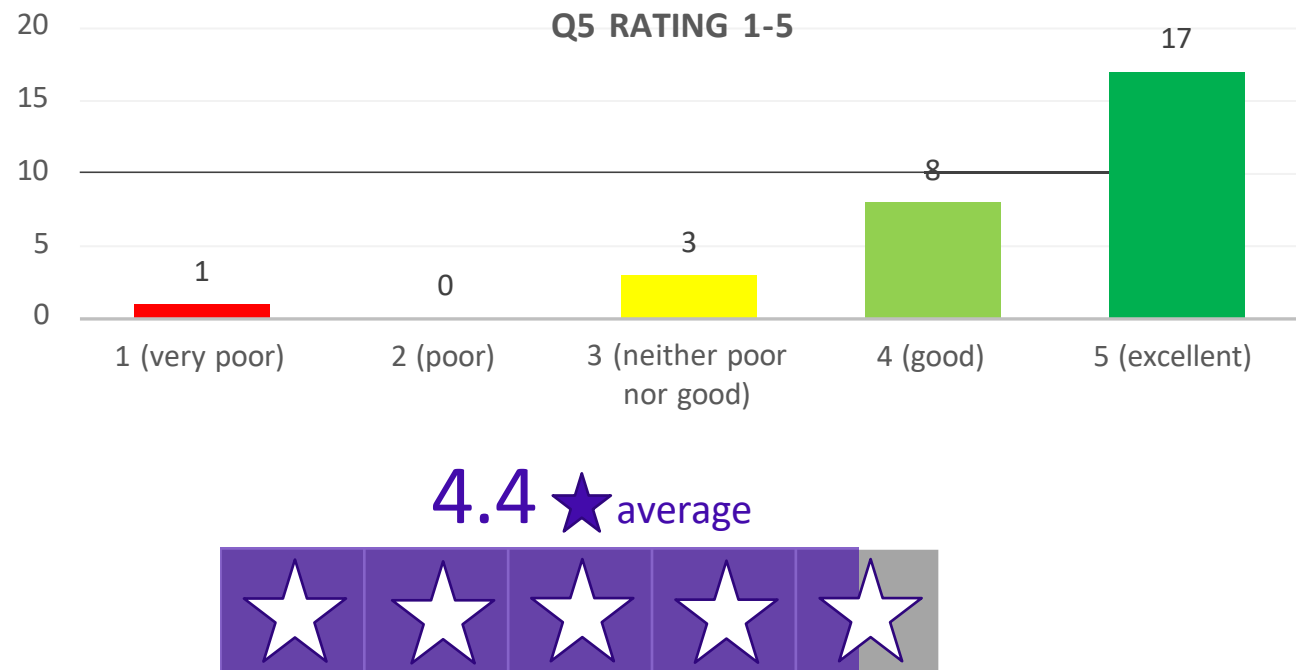 Q5 RATING 1-5
20
15
10
5
0
1
0
3
8
17
1 (very poor)
2 (poor)
3 (neither poor
nor good)
4 (good)
5 (excellent)
4.4 average